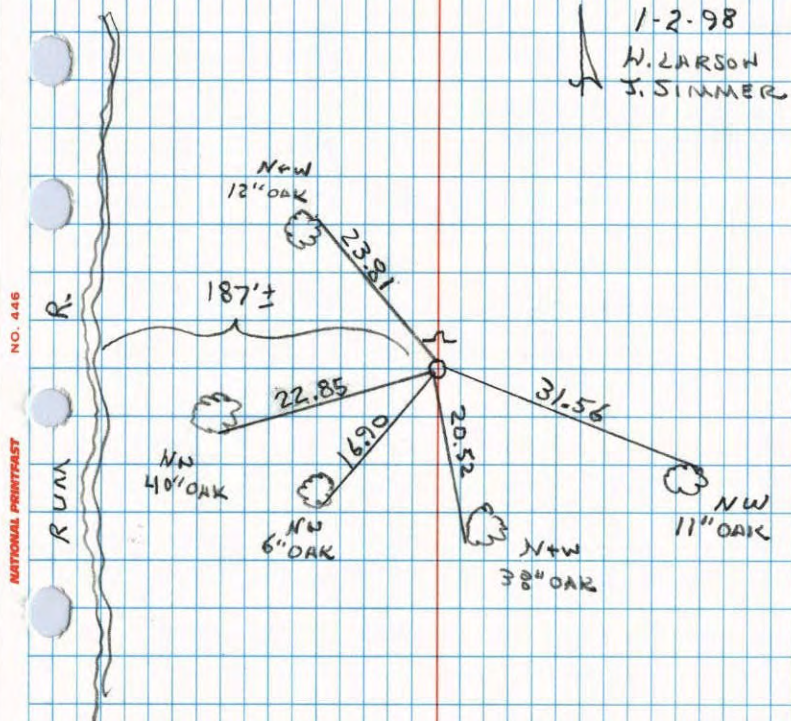 1-2-98
W. LARSON
J. SIMMER
N+W
12" OAK
23.81
187'±
22.85
NW
40" OAK
16.90
NW
6" OAK
20.52
N+W
38" OAK
31.56
NW
11" OAK
RUM R.
NO. 446
NATIONAL PRINTFAST